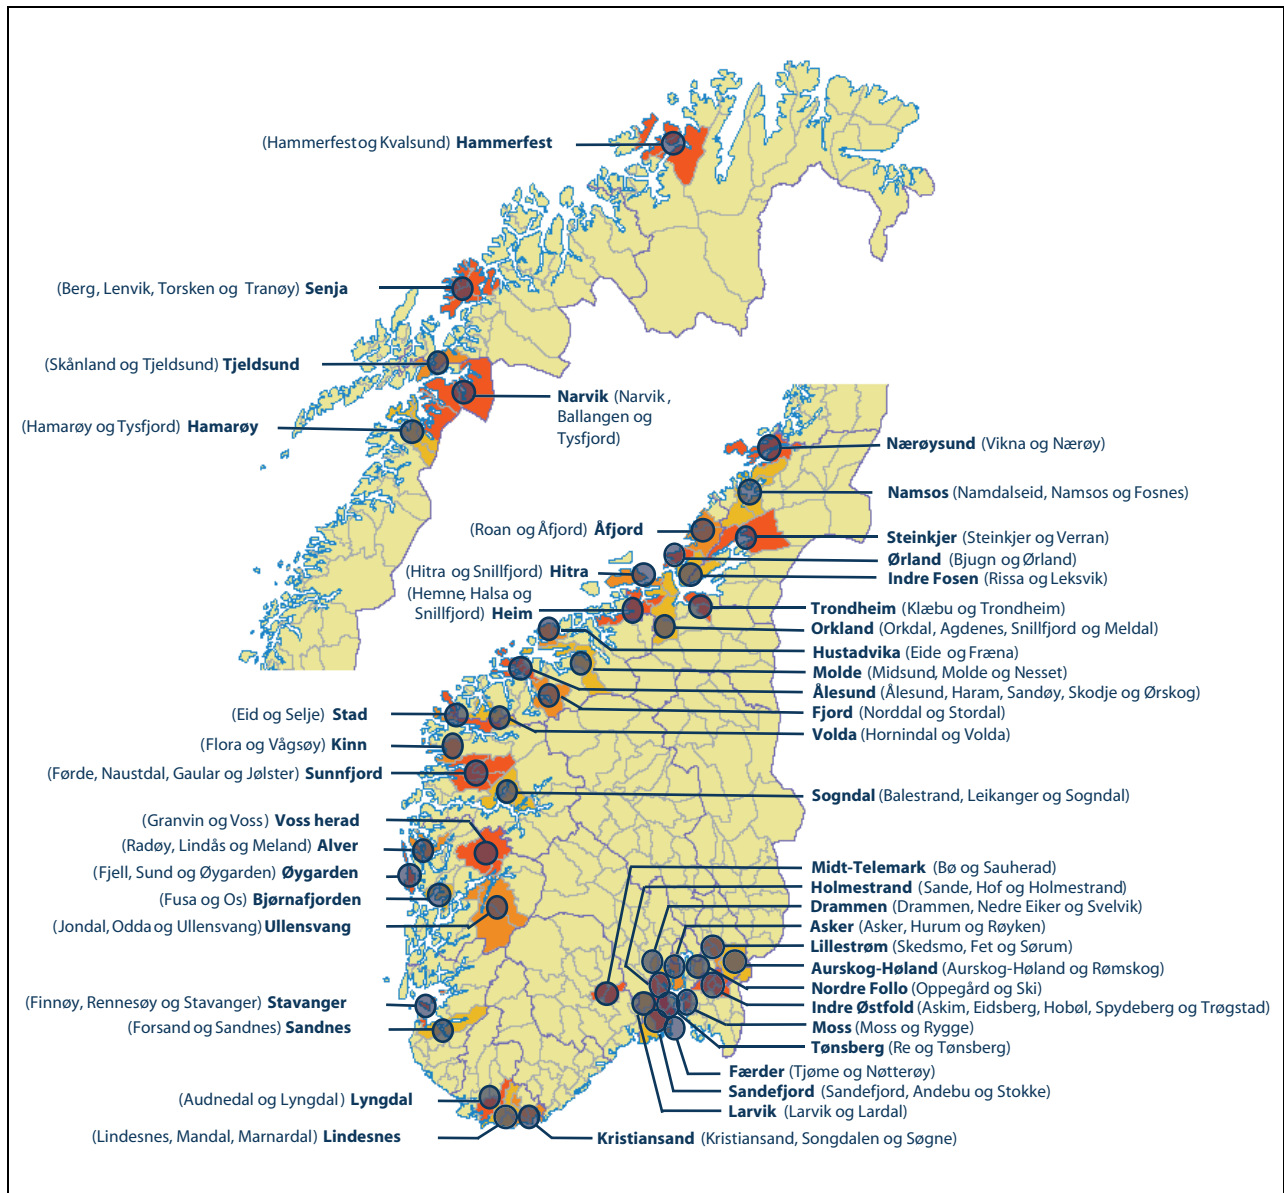 (Hammerfest og Kvalsund) Hammerfest
(Berg, Lenvik, Torsken og Tranøy) Senja
(Skånland og Tjeldsund) Tjeldsund
Narvik (Narvik,
Ballangen og
Tysfjord)
(Hamarøy og Tysfjord) Hamarøy
Nærøysund (Vikna og Nærøy)
Namsos (Namdalseid, Namsos og Fosnes)
(Roan og Åfjord) Åfjord
Steinkjer (Steinkjer og Verran)
Ørland (Bjugn og Ørland)
(Hitra og Snillfjord) Hitra
Indre Fosen (Rissa og Leksvik)
(Hemne, Halsa og
Snillfjord) Heim
Trondheim (Klæbu og Trondheim)
Orkland (Orkdal, Agdenes, Snillfjord og Meldal)
Hustadvika (Eide og Fræna)
Molde (Midsund, Molde og Nesset)
Ålesund (Ålesund, Haram, Sandøy, Skodje og Ørskog)
Fjord (Norddal og Stordal)
(Eid og Selje) Stad
Volda (Hornindal og Volda)
(Flora og Vågsøy) Kinn
(Førde, Naustdal, Gaular og Jølster) Sunnfjord
Sogndal (Balestrand, Leikanger og Sogndal)
(Granvin og Voss) Voss herad
(Radøy, Lindås og Meland) Alver
(Fjell, Sund og Øygarden) Øygarden
(Fusa og Os) Bjørnafjorden
(Jondal, Odda og Ullensvang) Ullensvang
Midt-Telemark (Bø og Sauherad)
Holmestrand (Sande, Hof og Holmestrand)
Drammen (Drammen, Nedre Eiker og Svelvik)
Asker (Asker, Hurum og Røyken)
Lillestrøm (Skedsmo, Fet og Sørum)
Aurskog-Høland (Aurskog-Høland og Rømskog)
Nordre Follo (Oppegård og Ski)
Indre Østfold (Askim, Eidsberg, Hobøl, Spydeberg og Trøgstad)
Moss (Moss og Rygge)
Tønsberg (Re og Tønsberg)
Færder (Tjøme og Nøtterøy)
Sandefjord (Sandefjord, Andebu og Stokke)
Larvik (Larvik og Lardal)
(Finnøy, Rennesøy og Stavanger) Stavanger
(Forsand og Sandnes) Sandnes
(Audnedal og Lyngdal) Lyngdal
(Lindesnes, Mandal, Marnardal) Lindesnes
Kristiansand (Kristiansand, Songdalen og Søgne)